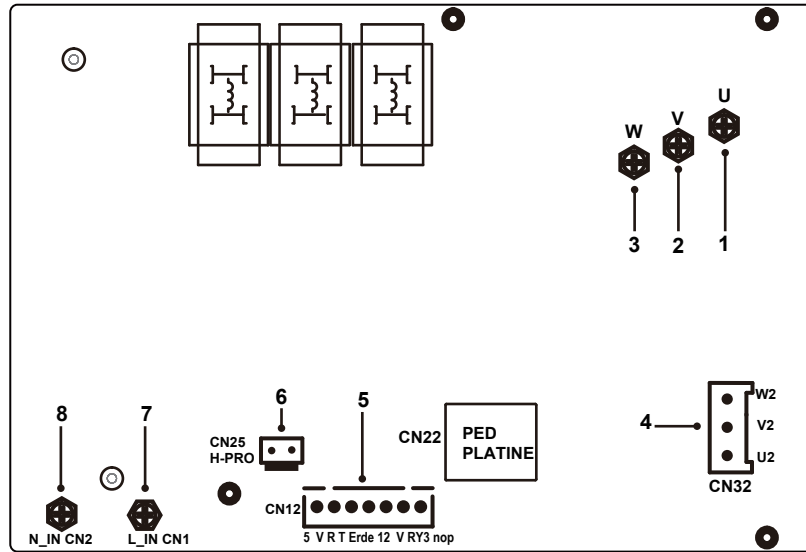 U
V
W
3
2
1
8
7
6
5
4
CN25
H-PRO
CN22
PED
PLATINE
W2
V2
U2
CN32
CN12
N_IN CN2
L_IN CN1
5 V R T Erde 12 V RY3 nop